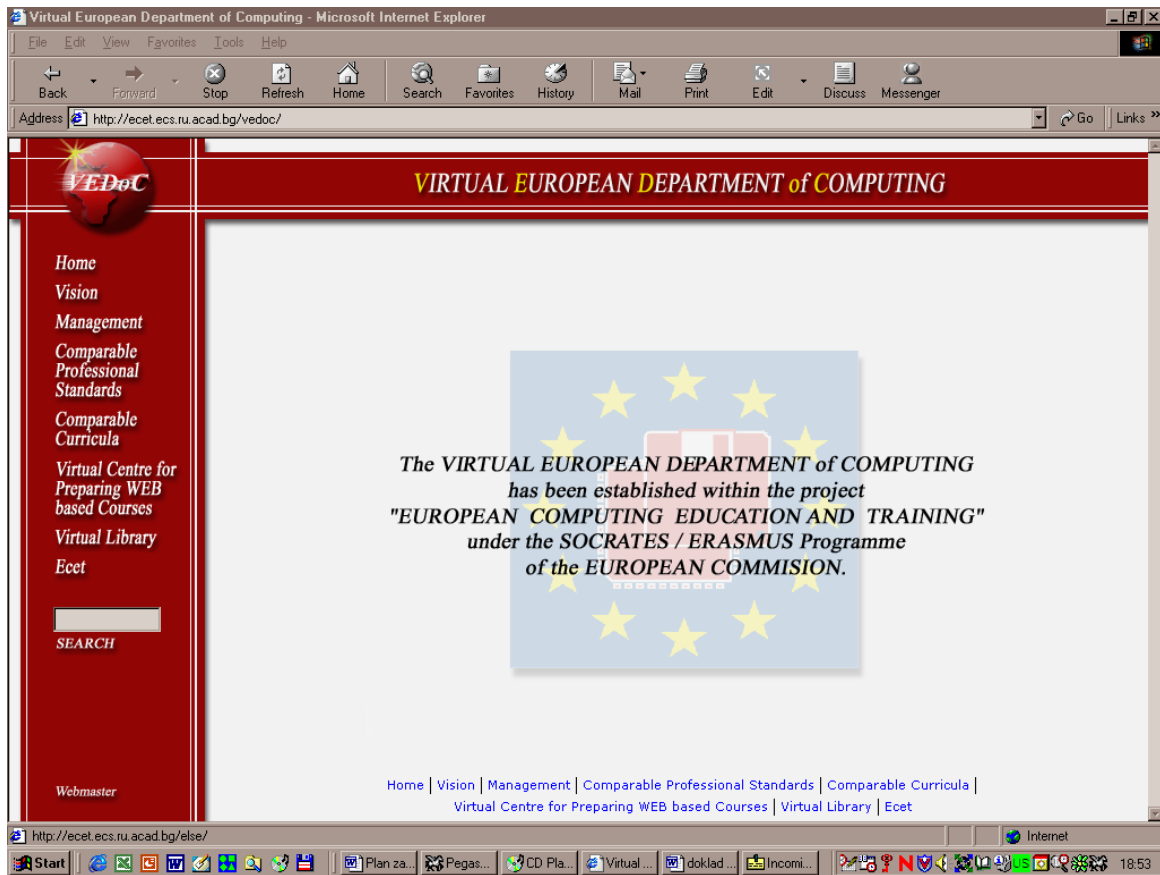 Virtual European Department of Computing - Microsoft Internet Explorer
File Edit View Favorites Tools Help
Back Forward Stop Refresh Home Search Favorites History Mail Print Edit Discuss Messenger
Address http://ecet.ecs.ru.acad.bg/vedoc/ Go Links »
VEDoC
VIRTUAL EUROPEAN DEPARTMENT of COMPUTING
Home
Vision
Management
Comparable
Professional
Standards
Comparable
Curricula
Virtual Centre for
Preparing WEB
based Courses
Virtual Library
Ecet
SEARCH
Webmaster
The VIRTUAL EUROPEAN DEPARTMENT of COMPUTING
has been established within the project
"EUROPEAN COMPUTING EDUCATION AND TRAINING"
under the SOCRATES / ERASMUS Programme
of the EUROPEAN COMMISION.
Home | Vision | Management | Comparable Professional Standards | Comparable Curricula |
Virtual Centre for Preparing WEB based Courses | Virtual Library | Ecet
http://ecet.ecs.ru.acad.bg/else/ Internet
Start Plan za... Pegas... CD Pla... Virtual ... doklad ... Incomi... US 18:53